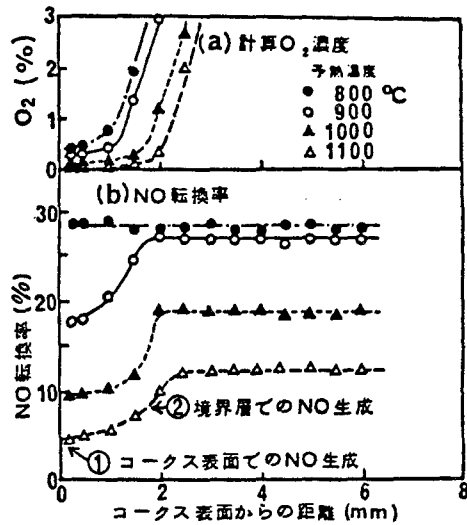 (a) 計算O₂濃度
予熱温度
● 800 ℃
○ 900
▲ 1000
△ 1100
3
2
1
0
O₂ (%)
(b) NO転換率
30
20
10
0
NO転換率(%)
② 境界層でのNO生成
① コークス表面でのNO生成
0 2 4 6 8
コークス表面からの距離 (mm)